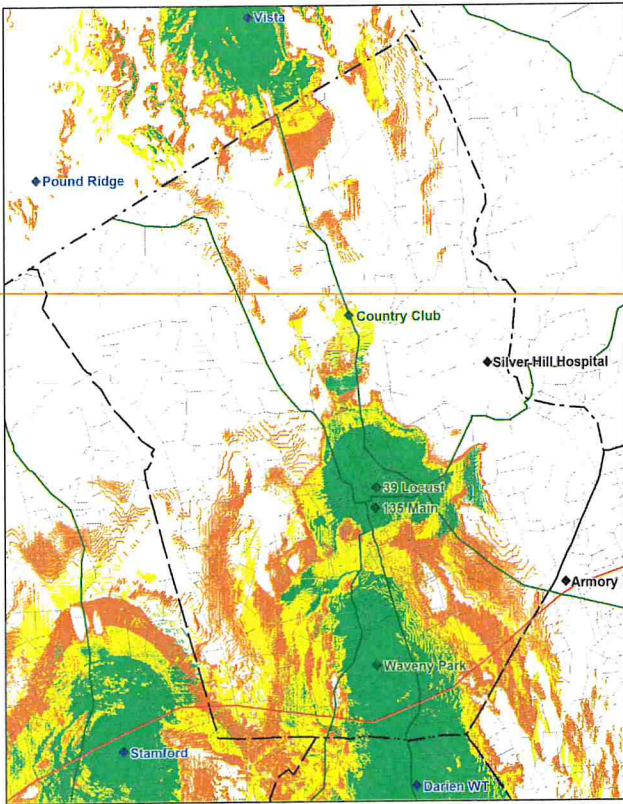 Vista
Pound Ridge
Country Club
Silver Hill Hospital
39 Locust
135 Main
Armory
Waveny Park
Stamford
Darien WT